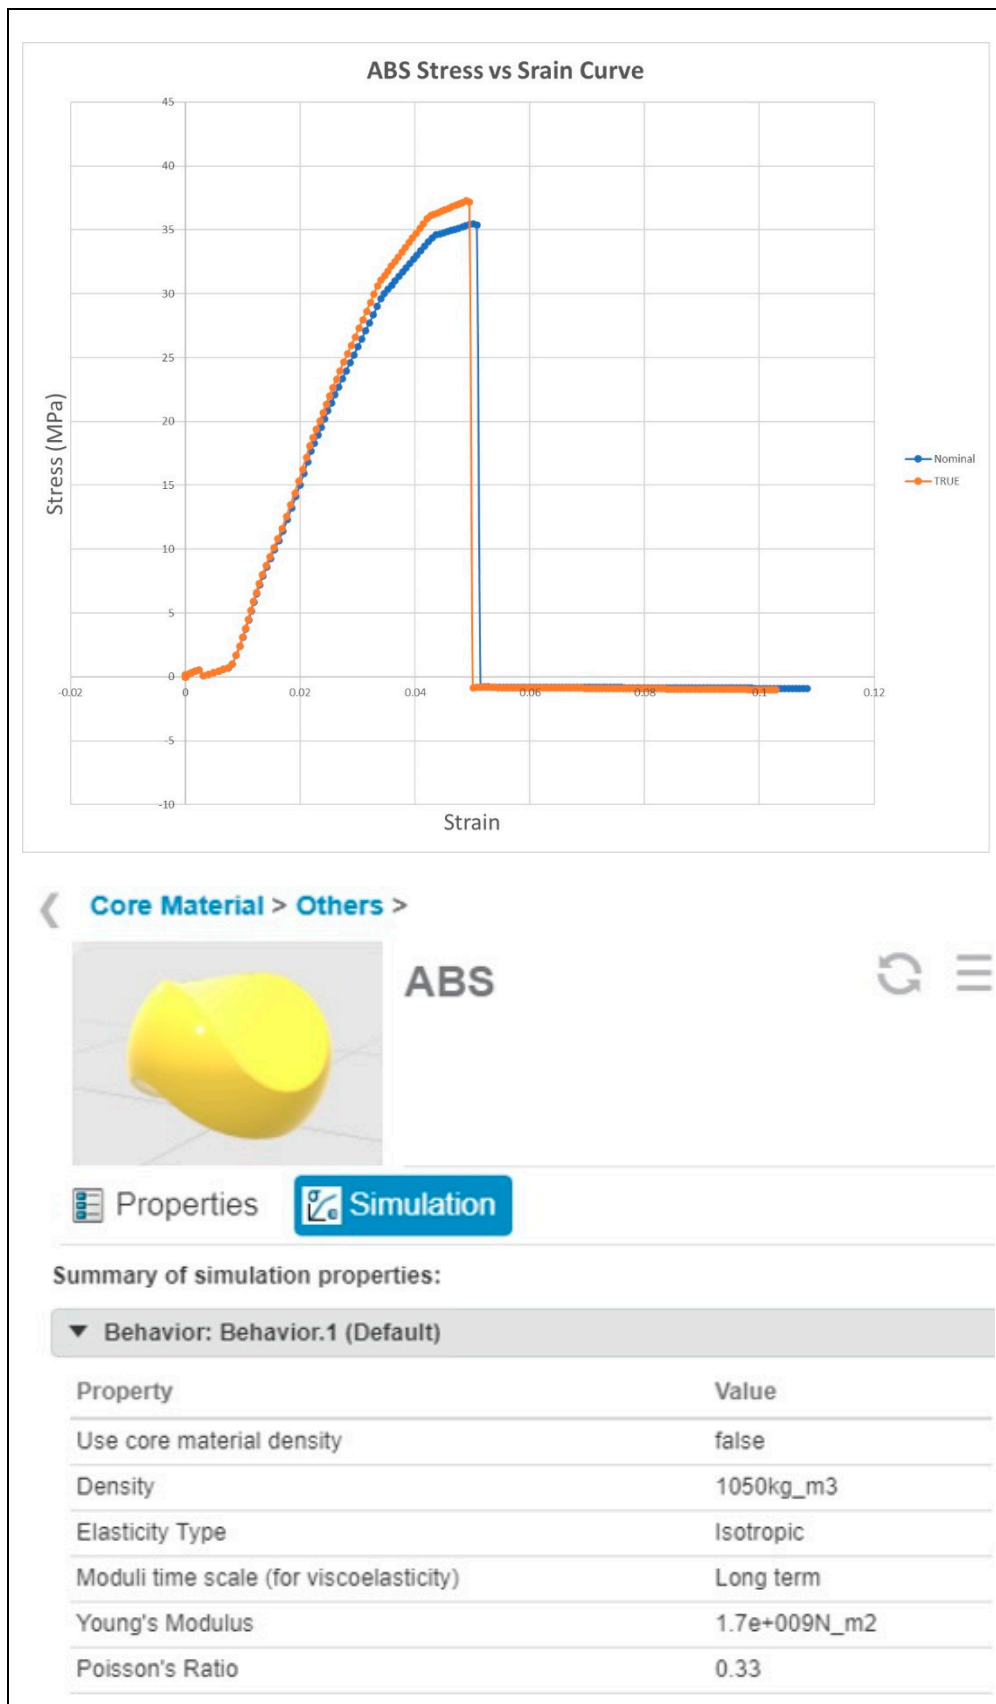 ABS Stress vs Srain Curve
45
40
35
30
25
20
15
10
5
0
-5
-10
-0.02 0 0.02 0.04 0.06 0.08 0.1 0.12
Stress (MPa)
Strain
Nominal
TRUE
Core Material > Others >
ABS
Properties
Simulation
Summary of simulation properties:
Behavior: Behavior.1 (Default)
Property Value
Use core material density false
Density 1050kg_m3
Elasticity Type Isotropic
Moduli time scale (for viscoelasticity) Long term
Young's Modulus 1.7e+009N_m2
Poisson's Ratio 0.33